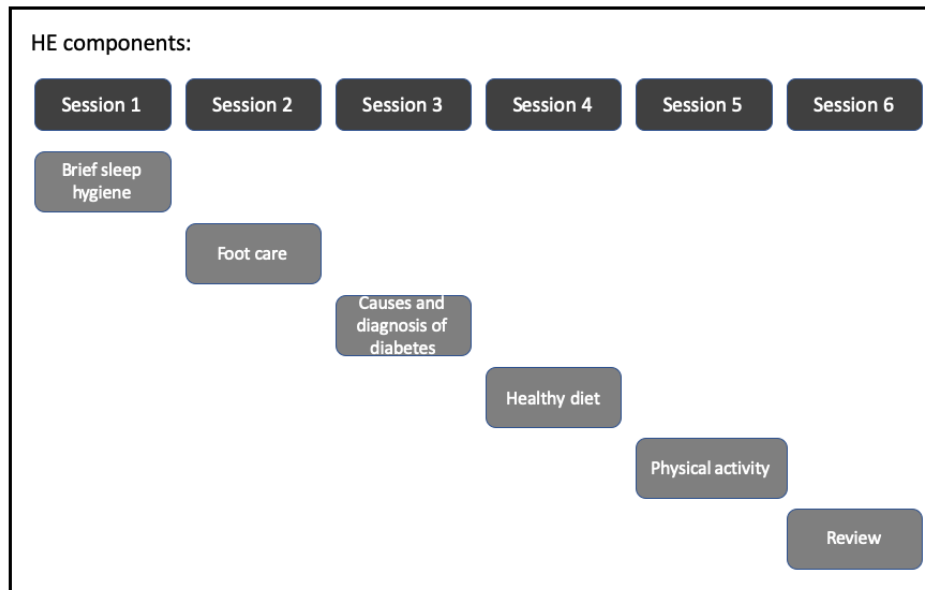 HE components:
Session 1
Session 2
Session 3
Session 4
Session 5
Session 6
Brief sleep
hygiene
Foot care
Causes and
diagnosis of
diabetes
Healthy diet
Physical activity
Review